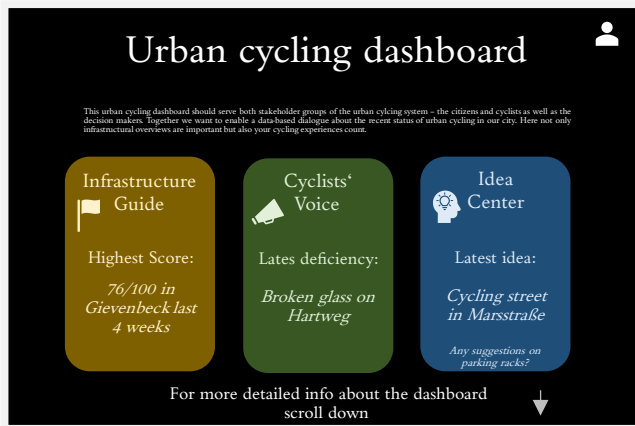 Urban cycling dashboard
This urban cycling dashboard should serve both stakeholder groups of the urban cylcing system – the citizens and cyclists as well as the
decision makers. Together we want to enable a data-based dialogue about the recent status of urban cycling in our city. Here not only
infrastructural overviews are important but also your cycling experiences count.
Infrastructure
Guide
Highest Score:
76/100 in
Gievenbeck last
4 weeks
Cyclists‘
Voice
Lates deficiency:
Broken glass on
Hartweg
Idea
Center
Latest idea:
Cycling street
in Marsstraße
Any suggestions on
parking racks?
For more detailed info about the dashboard
scroll down